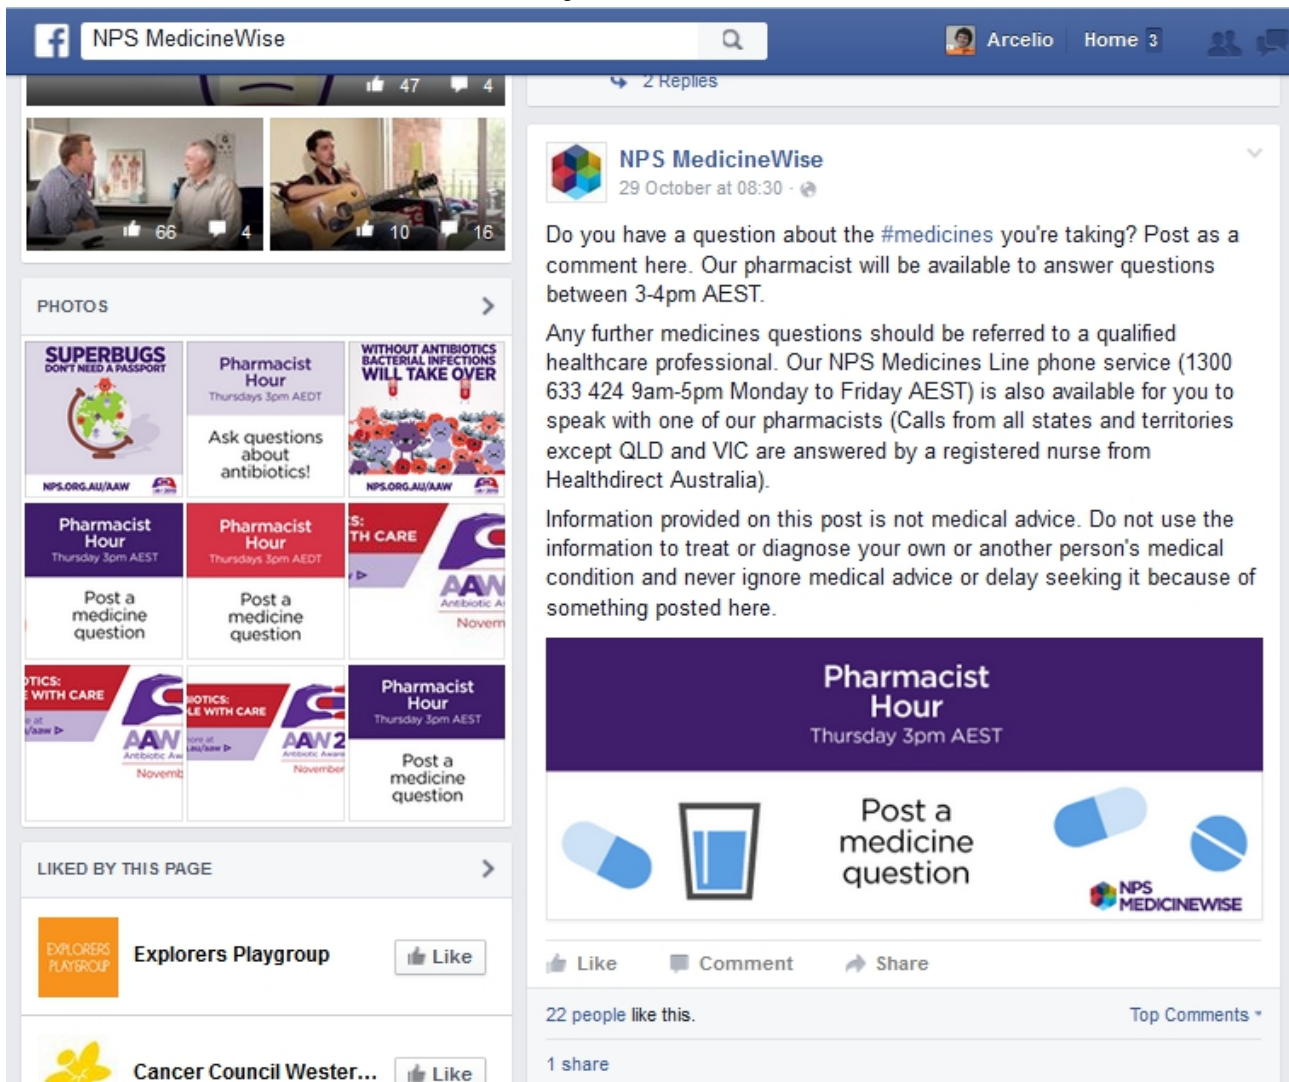 NPS MedicineWise
Arcelio
Home 3
47
4
66
4
10
16
PHOTOS
SUPERBUGS
DON'T NEED A PASSPORT
NPS.ORG.AU/AAW
Pharmacist
Hour
Thursdays 3pm AEDT
Ask questions
about
antibiotics!
WITHOUT ANTIBIOTICS
BACTERIAL INFECTIONS
WILL TAKE OVER
NPS.ORG.AU/AAW
Pharmacist
Hour
Thursday 3pm AEST
Post a
medicine
question
Pharmacist
Hour
Thursdays 3pm AEDT
Post a
medicine
question
S:
TH CARE
AAW
Antibiotic A
Novem
OTICS:
E WITH CARE
AAW
Antibiotic Aw
Novemb
IOTICS:
LE WITH CARE
AAW 2
Antibiotic Aware
November
Pharmacist
Hour
Thursday 3pm AEST
Post a
medicine
question
LIKED BY THIS PAGE
EXPLORERS
PLAYGROUP
Explorers Playgroup
Like
Cancer Council Wester...
Like
2 Replies
NPS MedicineWise
29 October at 08:30 ·
Do you have a question about the #medicines you're taking? Post as a
comment here. Our pharmacist will be available to answer questions
between 3-4pm AEST.
Any further medicines questions should be referred to a qualified
healthcare professional. Our NPS Medicines Line phone service (1300
633 424 9am-5pm Monday to Friday AEST) is also available for you to
speak with one of our pharmacists (Calls from all states and territories
except QLD and VIC are answered by a registered nurse from
Healthdirect Australia).
Information provided on this post is not medical advice. Do not use the
information to treat or diagnose your own or another person's medical
condition and never ignore medical advice or delay seeking it because of
something posted here.
Pharmacist
Hour
Thursday 3pm AEST
Post a
medicine
question
NPS
MEDICINEWISE
Like
Comment
Share
22 people like this.
Top Comments
1 share